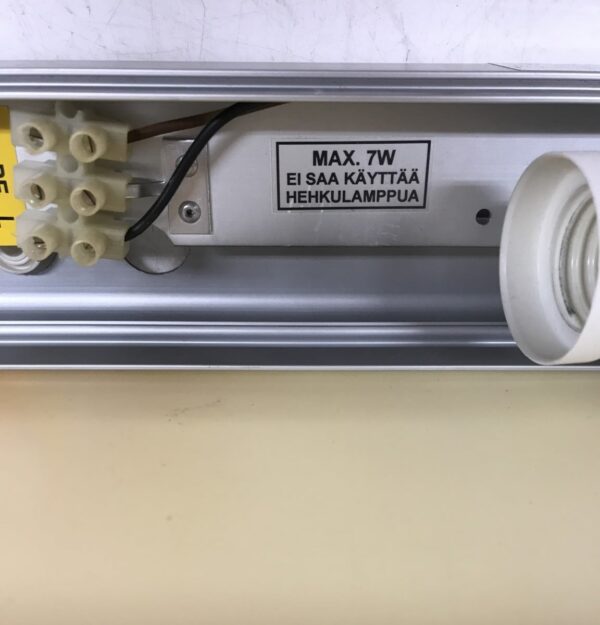 MAX. 7W
EI SAA KÄYTTÄÄ
HEHKULAMPPUA